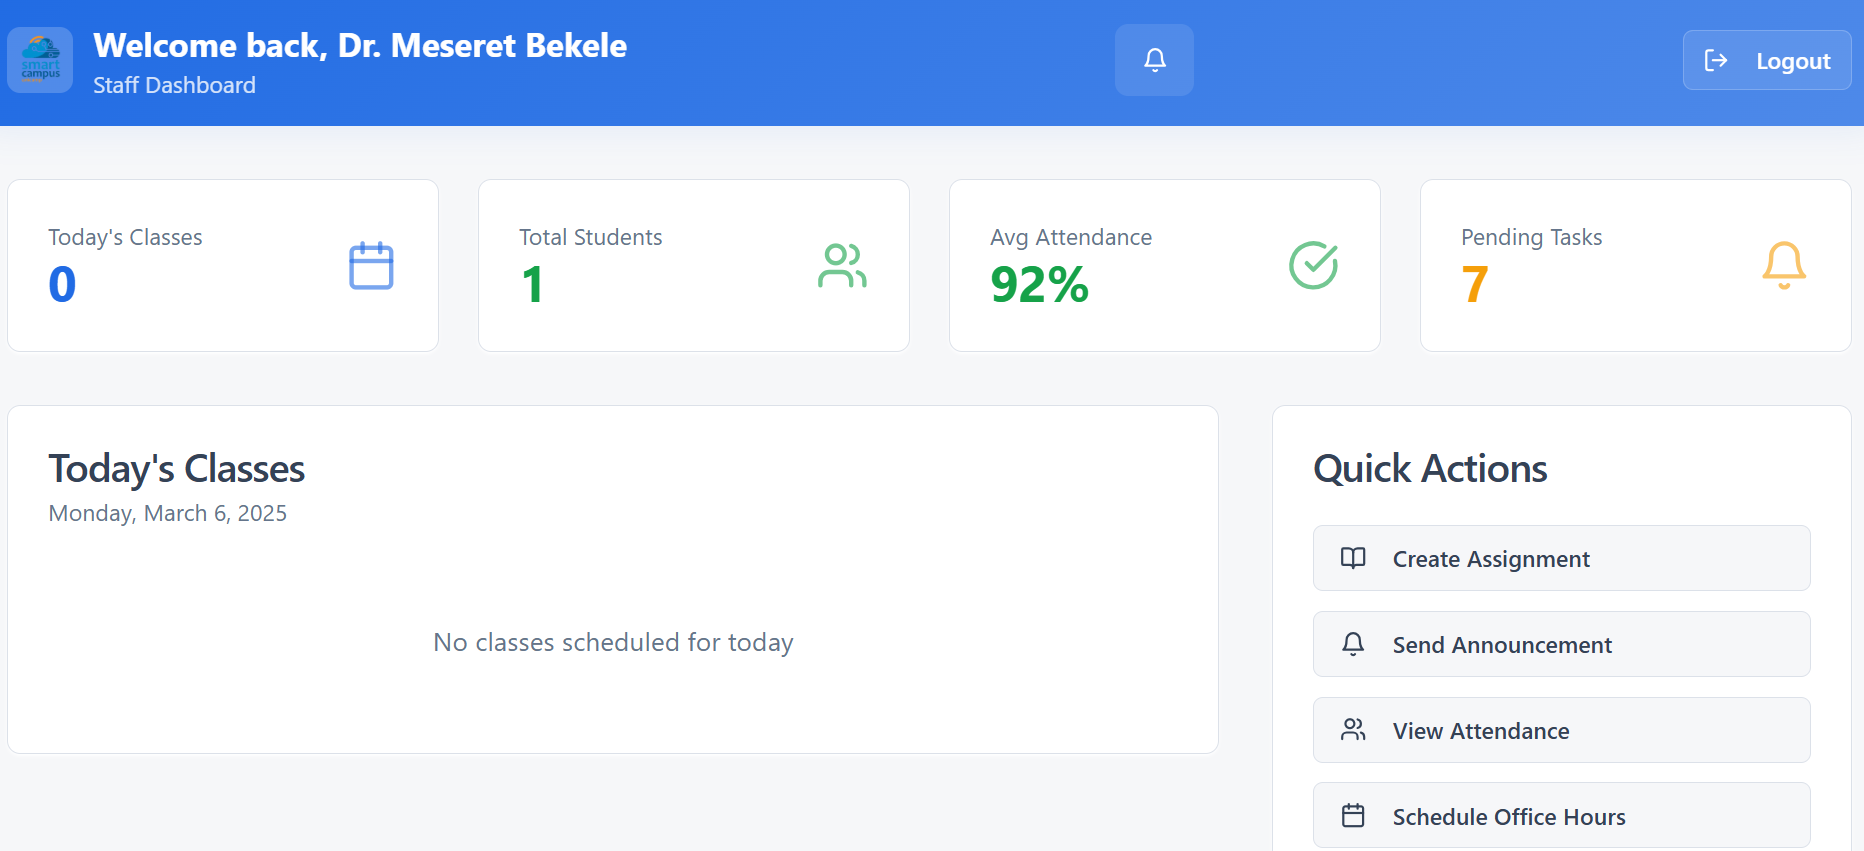 smart
campus
Welcome back, Dr. Meseret Bekele
Staff Dashboard
Logout
Today's Classes
0
Total Students
1
Avg Attendance
92%
Pending Tasks
7
Today's Classes
Monday, March 6, 2025
No classes scheduled for today
Quick Actions
Create Assignment
Send Announcement
View Attendance
Schedule Office Hours